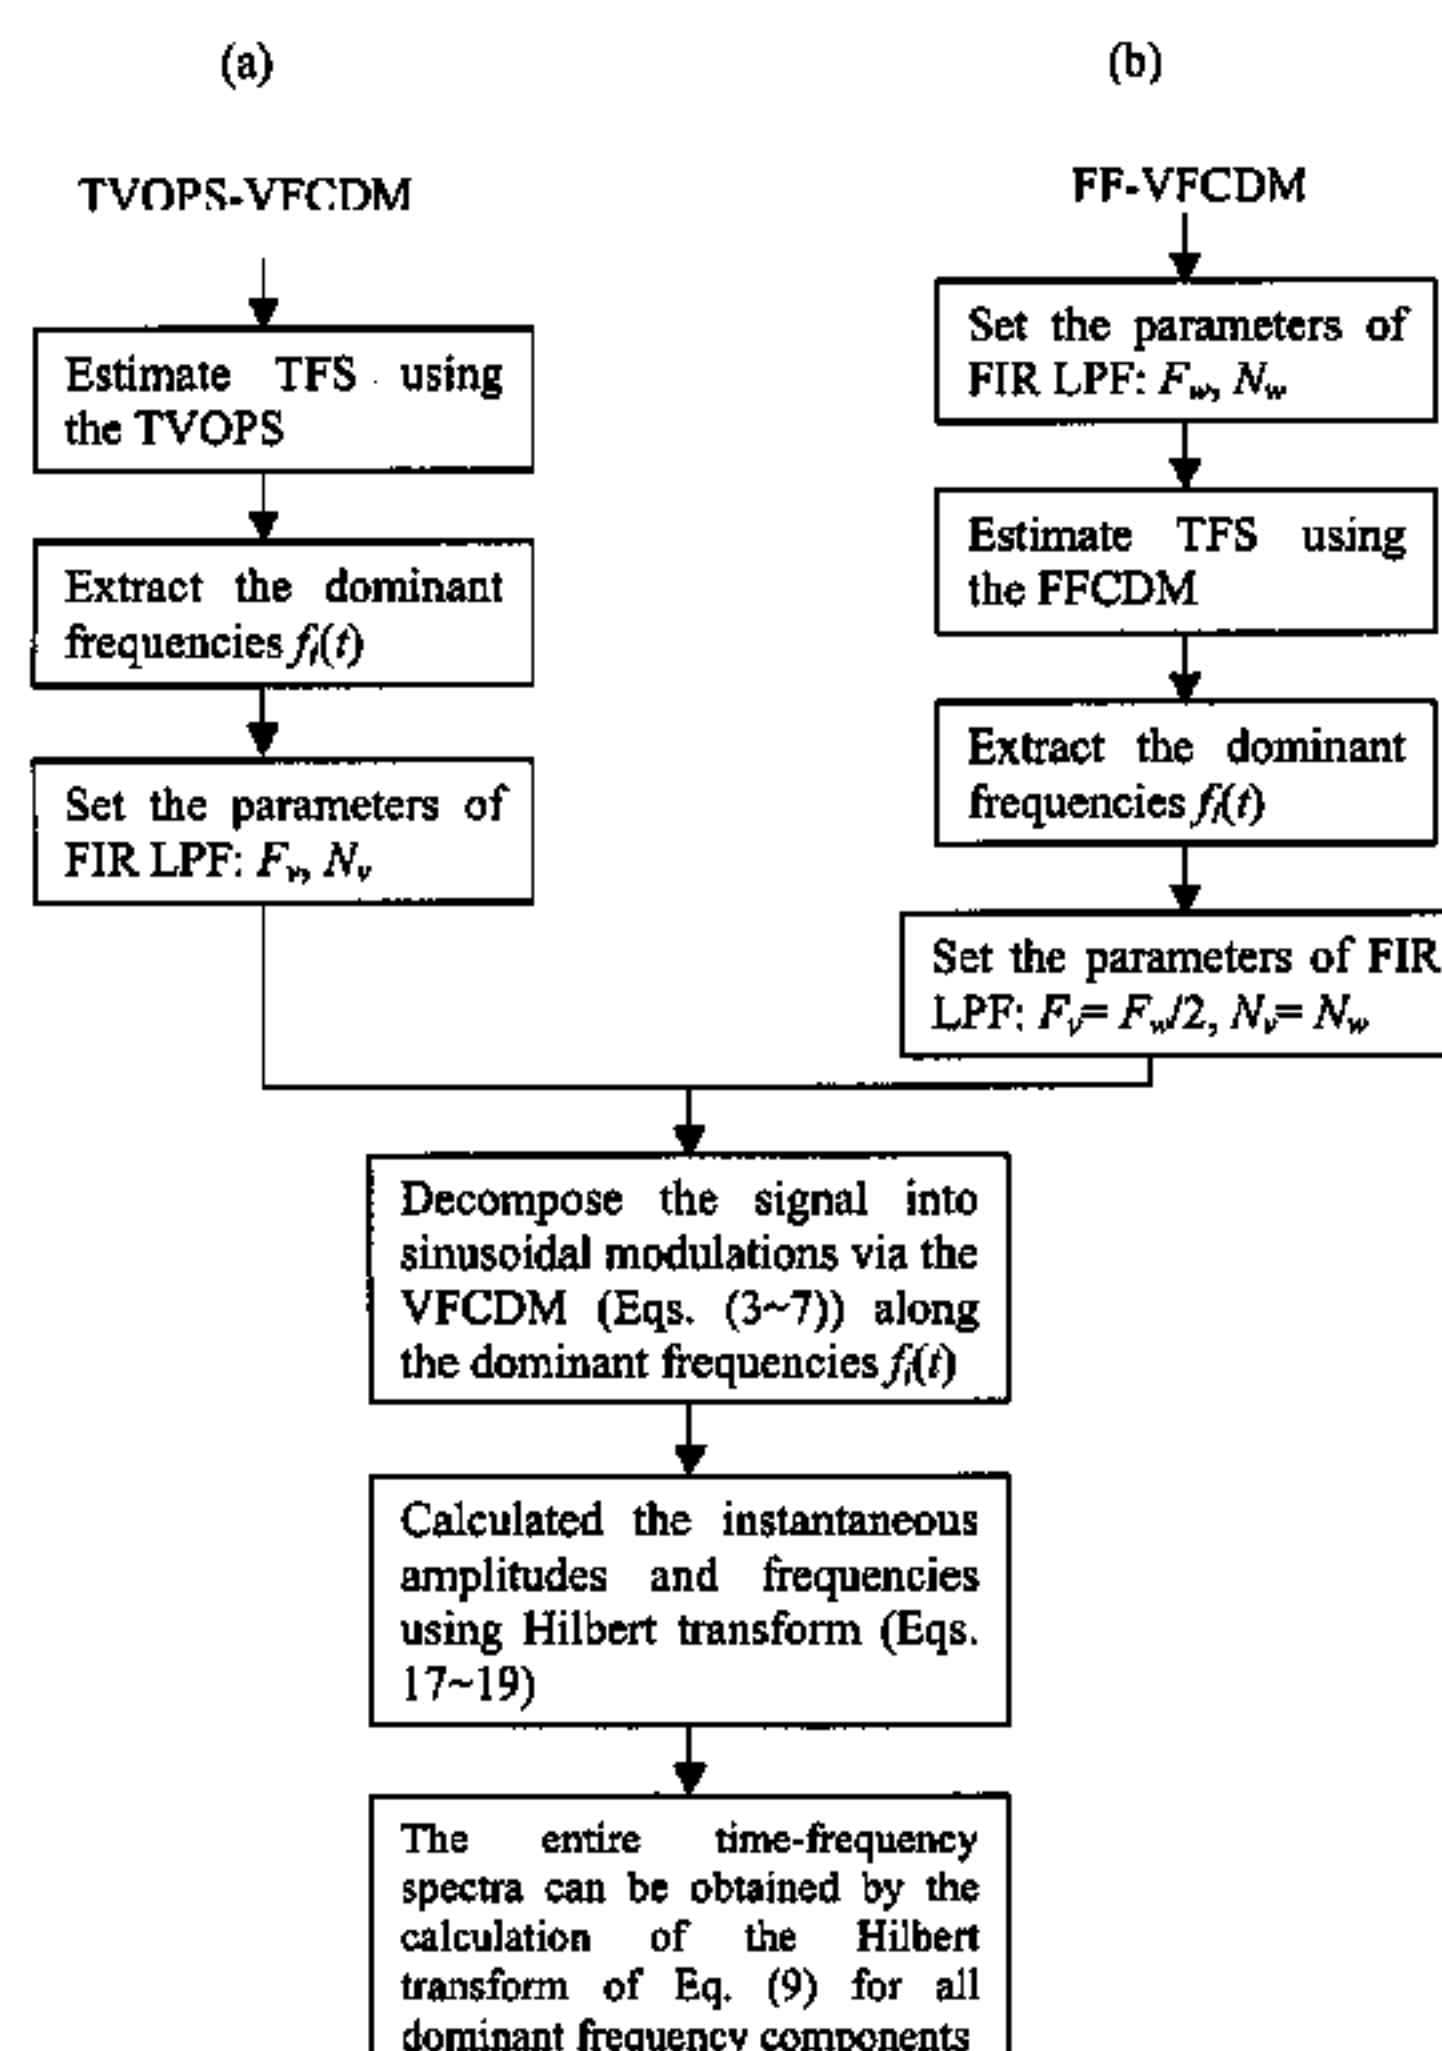 (a)
TVOPS-VFCDM
Estimate TFS using
the TVOPS
Extract the dominant
frequencies fi(t)
Set the parameters of
FIR LPF: Fv, Nv
(b)
FF-VFCDM
Set the parameters of
FIR LPF: Fw, Nw
Estimate TFS using
the FFCDM
Extract the dominant
frequencies fi(t)
Set the parameters of FIR
LPF: Fv= Fw/2, Nv= Nw
Decompose the signal into
sinusoidal modulations via the
VFCDM (Eqs. (3~7)) along
the dominant frequencies fi(t)
Calculated the instantaneous
amplitudes and frequencies
using Hilbert transform (Eqs.
17~19)
The entire time-frequency
spectra can be obtained by the
calculation of the Hilbert
transform of Eq. (9) for all
dominant frequency components